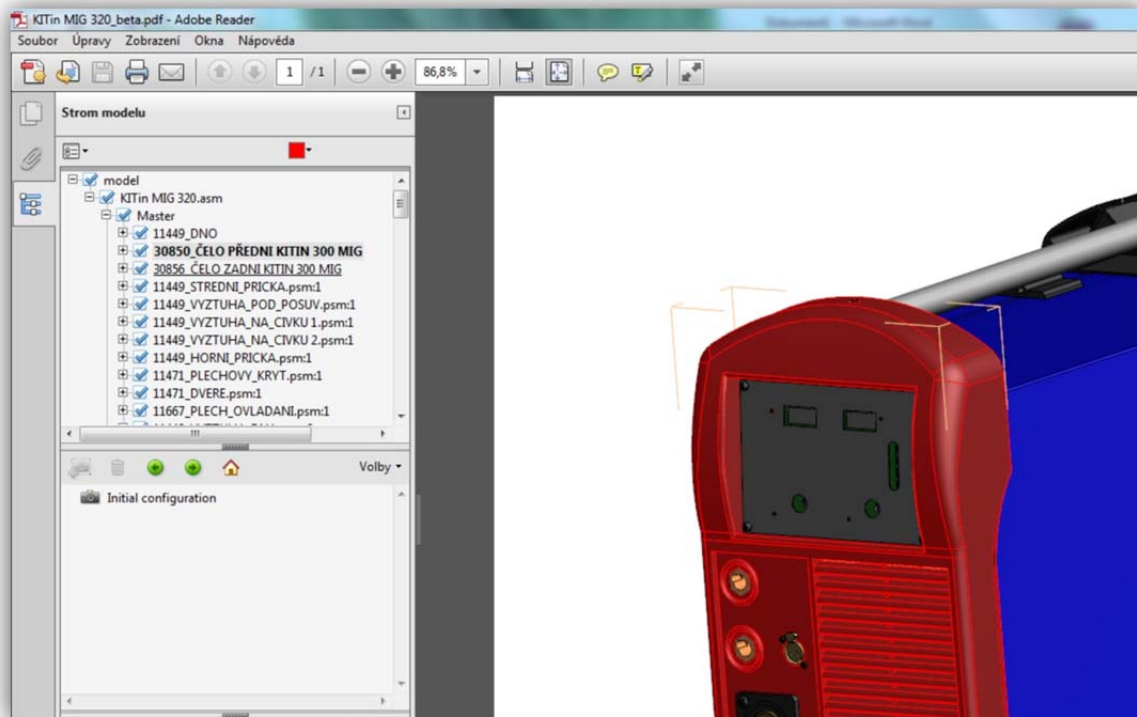 KITin MIG 320_beta.pdf - Adobe Reader
Soubor Úpravy Zobrazení Okna Nápověda
1 / 1 86,8%
Strom modelu
model
KITin MIG 320.asm
Master
11449_DNO
30850_ČELO PŘEDNI KITIN 300 MIG
30856_ČELO ZADNI KITIN 300 MIG
11449_STREDNI_PRICKA.psm:1
11449_VYZTUHA_POD_POSUV.psm:1
11449_VYZTUHA_NA_CIVKU 1.psm:1
11449_VYZTUHA_NA_CIVKU 2.psm:1
11449_HORNI_PRICKA.psm:1
11471_PLECHOVY_KRYT.psm:1
11471_DVERE.psm:1
11667_PLECH_OVLADANI.psm:1
Volby
Initial configuration